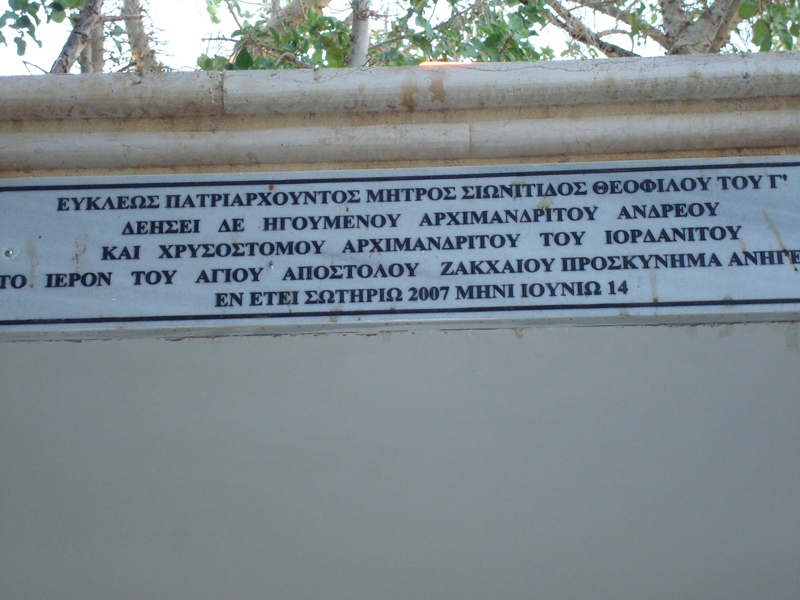 ΕΥΚΛΕΩΣ ΠΑΤΡΙΑΡΧΟΥΝΤΟΣ ΜΗΤΡΟΣ ΣΙΩΝΙΤΙΔΟΣ ΘΕΟΦΙΛΟΥ ΤΟΥ Γ'
ΔΕΗΣΕΙ ΔΕ ΗΓΟΥΜΕΝΟΥ ΑΡΧΙΜΑΝΔΡΙΤΟΥ ΑΝΔΡΕΟΥ
ΚΑΙ ΧΡΥΣΟΣΤΟΜΟΥ ΑΡΧΙΜΑΝΔΡΙΤΟΥ ΤΟΥ ΙΟΡΔΑΝΙΤΟΥ
ΤΟ ΙΕΡΟΝ ΤΟΥ ΑΓΙΟΥ ΑΠΟΣΤΟΛΟΥ ΖΑΚΧΑΙΟΥ ΠΡΟΣΚΥΝΗΜΑ
ΕΝ ΕΤΕΙ ΣΩΤΗΡΙΩ 2007 ΜΗΝΙ ΙΟΥΝΙΩ 14